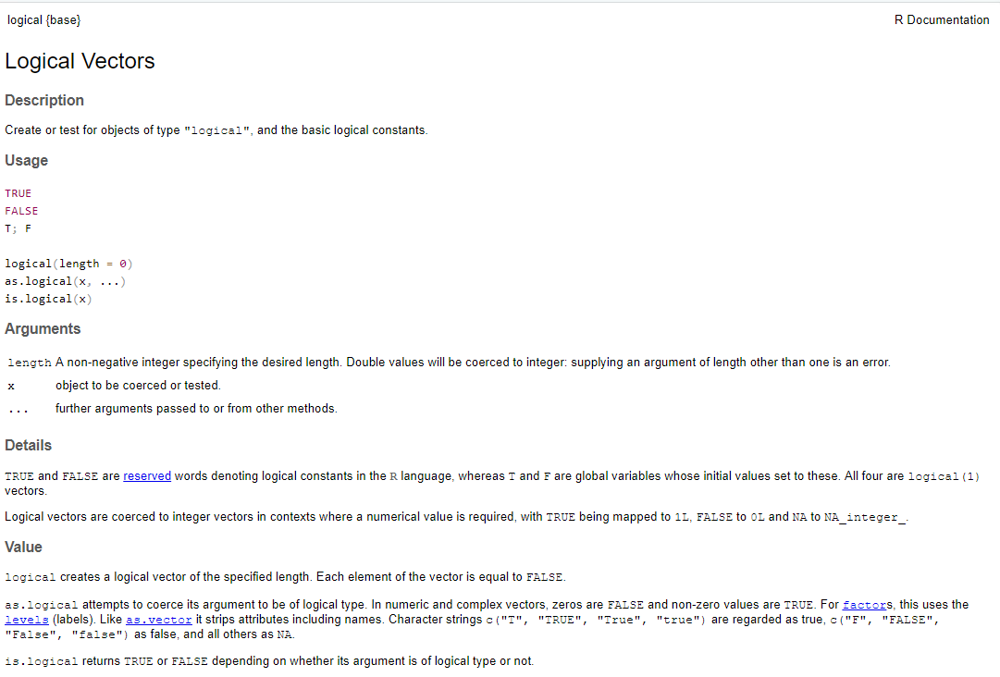 logical {base} R Documentation
Logical Vectors
Description
Create or test for objects of type "logical", and the basic logical constants.
Usage
TRUE
FALSE
T; F
logical(length = 0)
as.logical(x, ...)
is.logical(x)
Arguments
length A non-negative integer specifying the desired length. Double values will be coerced to integer: supplying an argument of length other than one is an error.
x object to be coerced or tested.
... further arguments passed to or from other methods.
Details
TRUE and FALSE are reserved words denoting logical constants in the R language, whereas T and F are global variables whose initial values set to these. All four are logical(1)
vectors.
Logical vectors are coerced to integer vectors in contexts where a numerical value is required, with TRUE being mapped to 1L, FALSE to 0L and NA to NA_integer_.
Value
logical creates a logical vector of the specified length. Each element of the vector is equal to FALSE.
as.logical attempts to coerce its argument to be of logical type. In numeric and complex vectors, zeros are FALSE and non-zero values are TRUE. For factors, this uses the
levels (labels). Like as.vector it strips attributes including names. Character strings c("T", "TRUE", "True", "true") are regarded as true, c("F", "FALSE",
"False", "false") as false, and all others as NA.
is.logical returns TRUE or FALSE depending on whether its argument is of logical type or not.